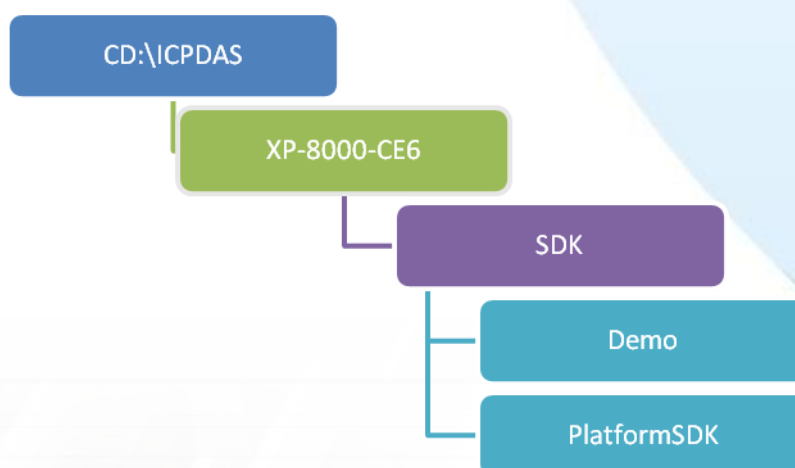 CD:\ICPDAS
XP-8000-CE6
SDK
Demo
PlatformSDK